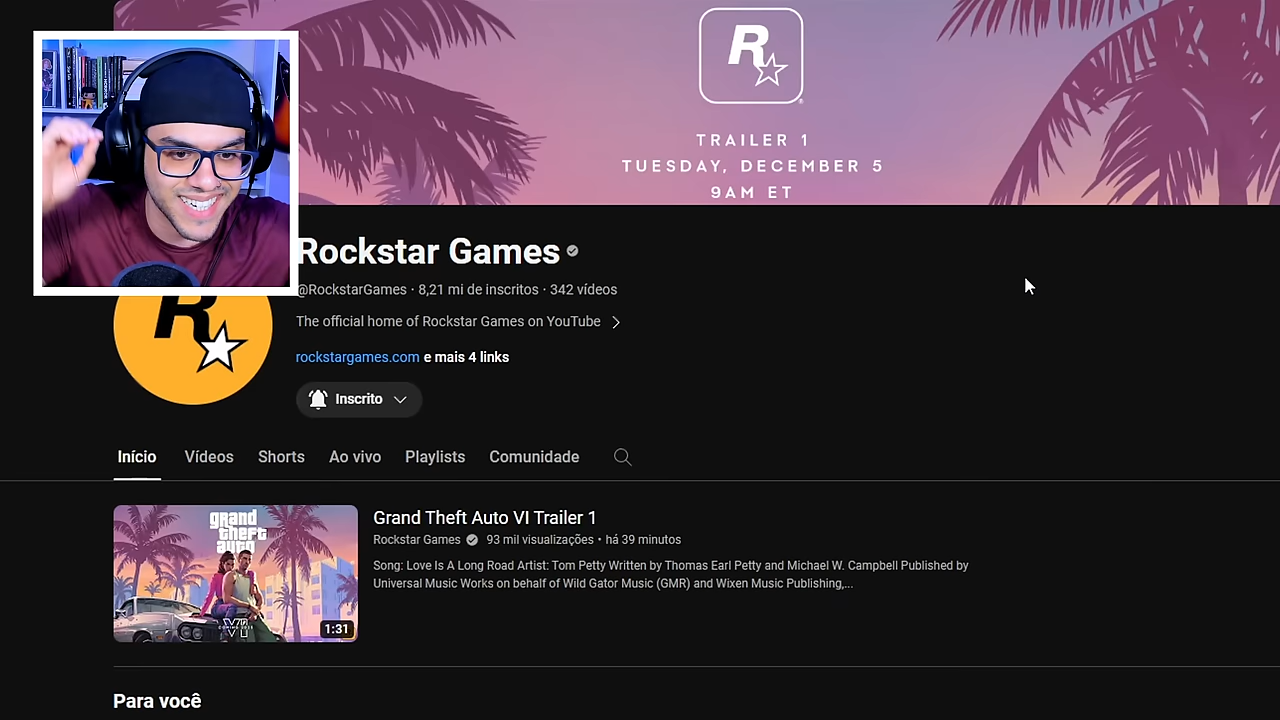 R
TRAILER 1
TUESDAY, DECEMBER 5
9AM ET
Rockstar Games
@RockstarGames · 8,21 mi de inscritos · 342 vídeos
The official home of Rockstar Games on YouTube
rockstargames.com e mais 4 links
R
Inscrito
Início Vídeos Shorts Ao vivo Playlists Comunidade
grand
theft
auto
VI
COMING 2025
1:31
Grand Theft Auto VI Trailer 1
Rockstar Games 93 mil visualizações • há 39 minutos
Song: Love Is A Long Road Artist: Tom Petty Written by Thomas Earl Petty and Michael W. Campbell Published by
Universal Music Works on behalf of Wild Gator Music (GMR) and Wixen Music Publishing,...
Para você